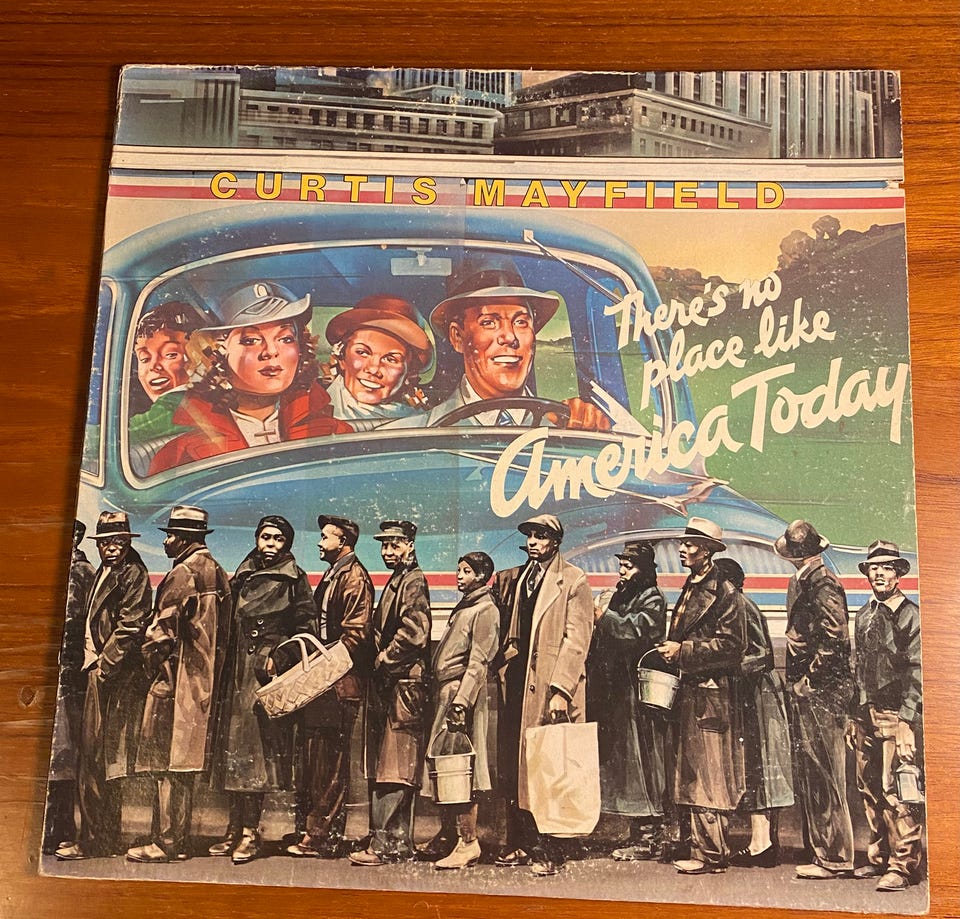 CURTIS MAYFIELD
There's no
place like
America Today